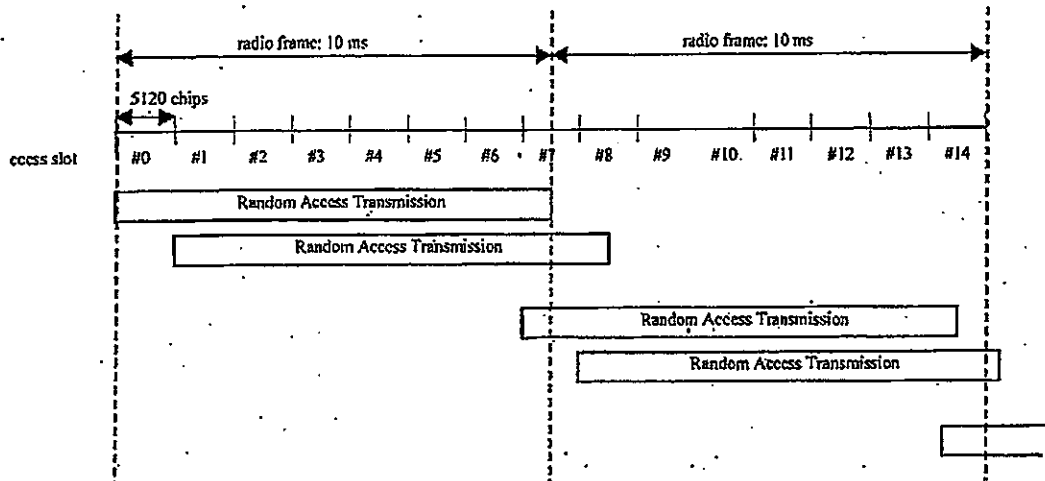 radio frame: 10 ms
radio frame: 10 ms
5120 chips
ccess slot #0 #1 #2 #3 #4 #5 #6 #7 #8 #9 #10. #11 #12 #13 #14
Random Access Transmission
Random Access Transmission
Random Access Transmission
Random Access Transmission